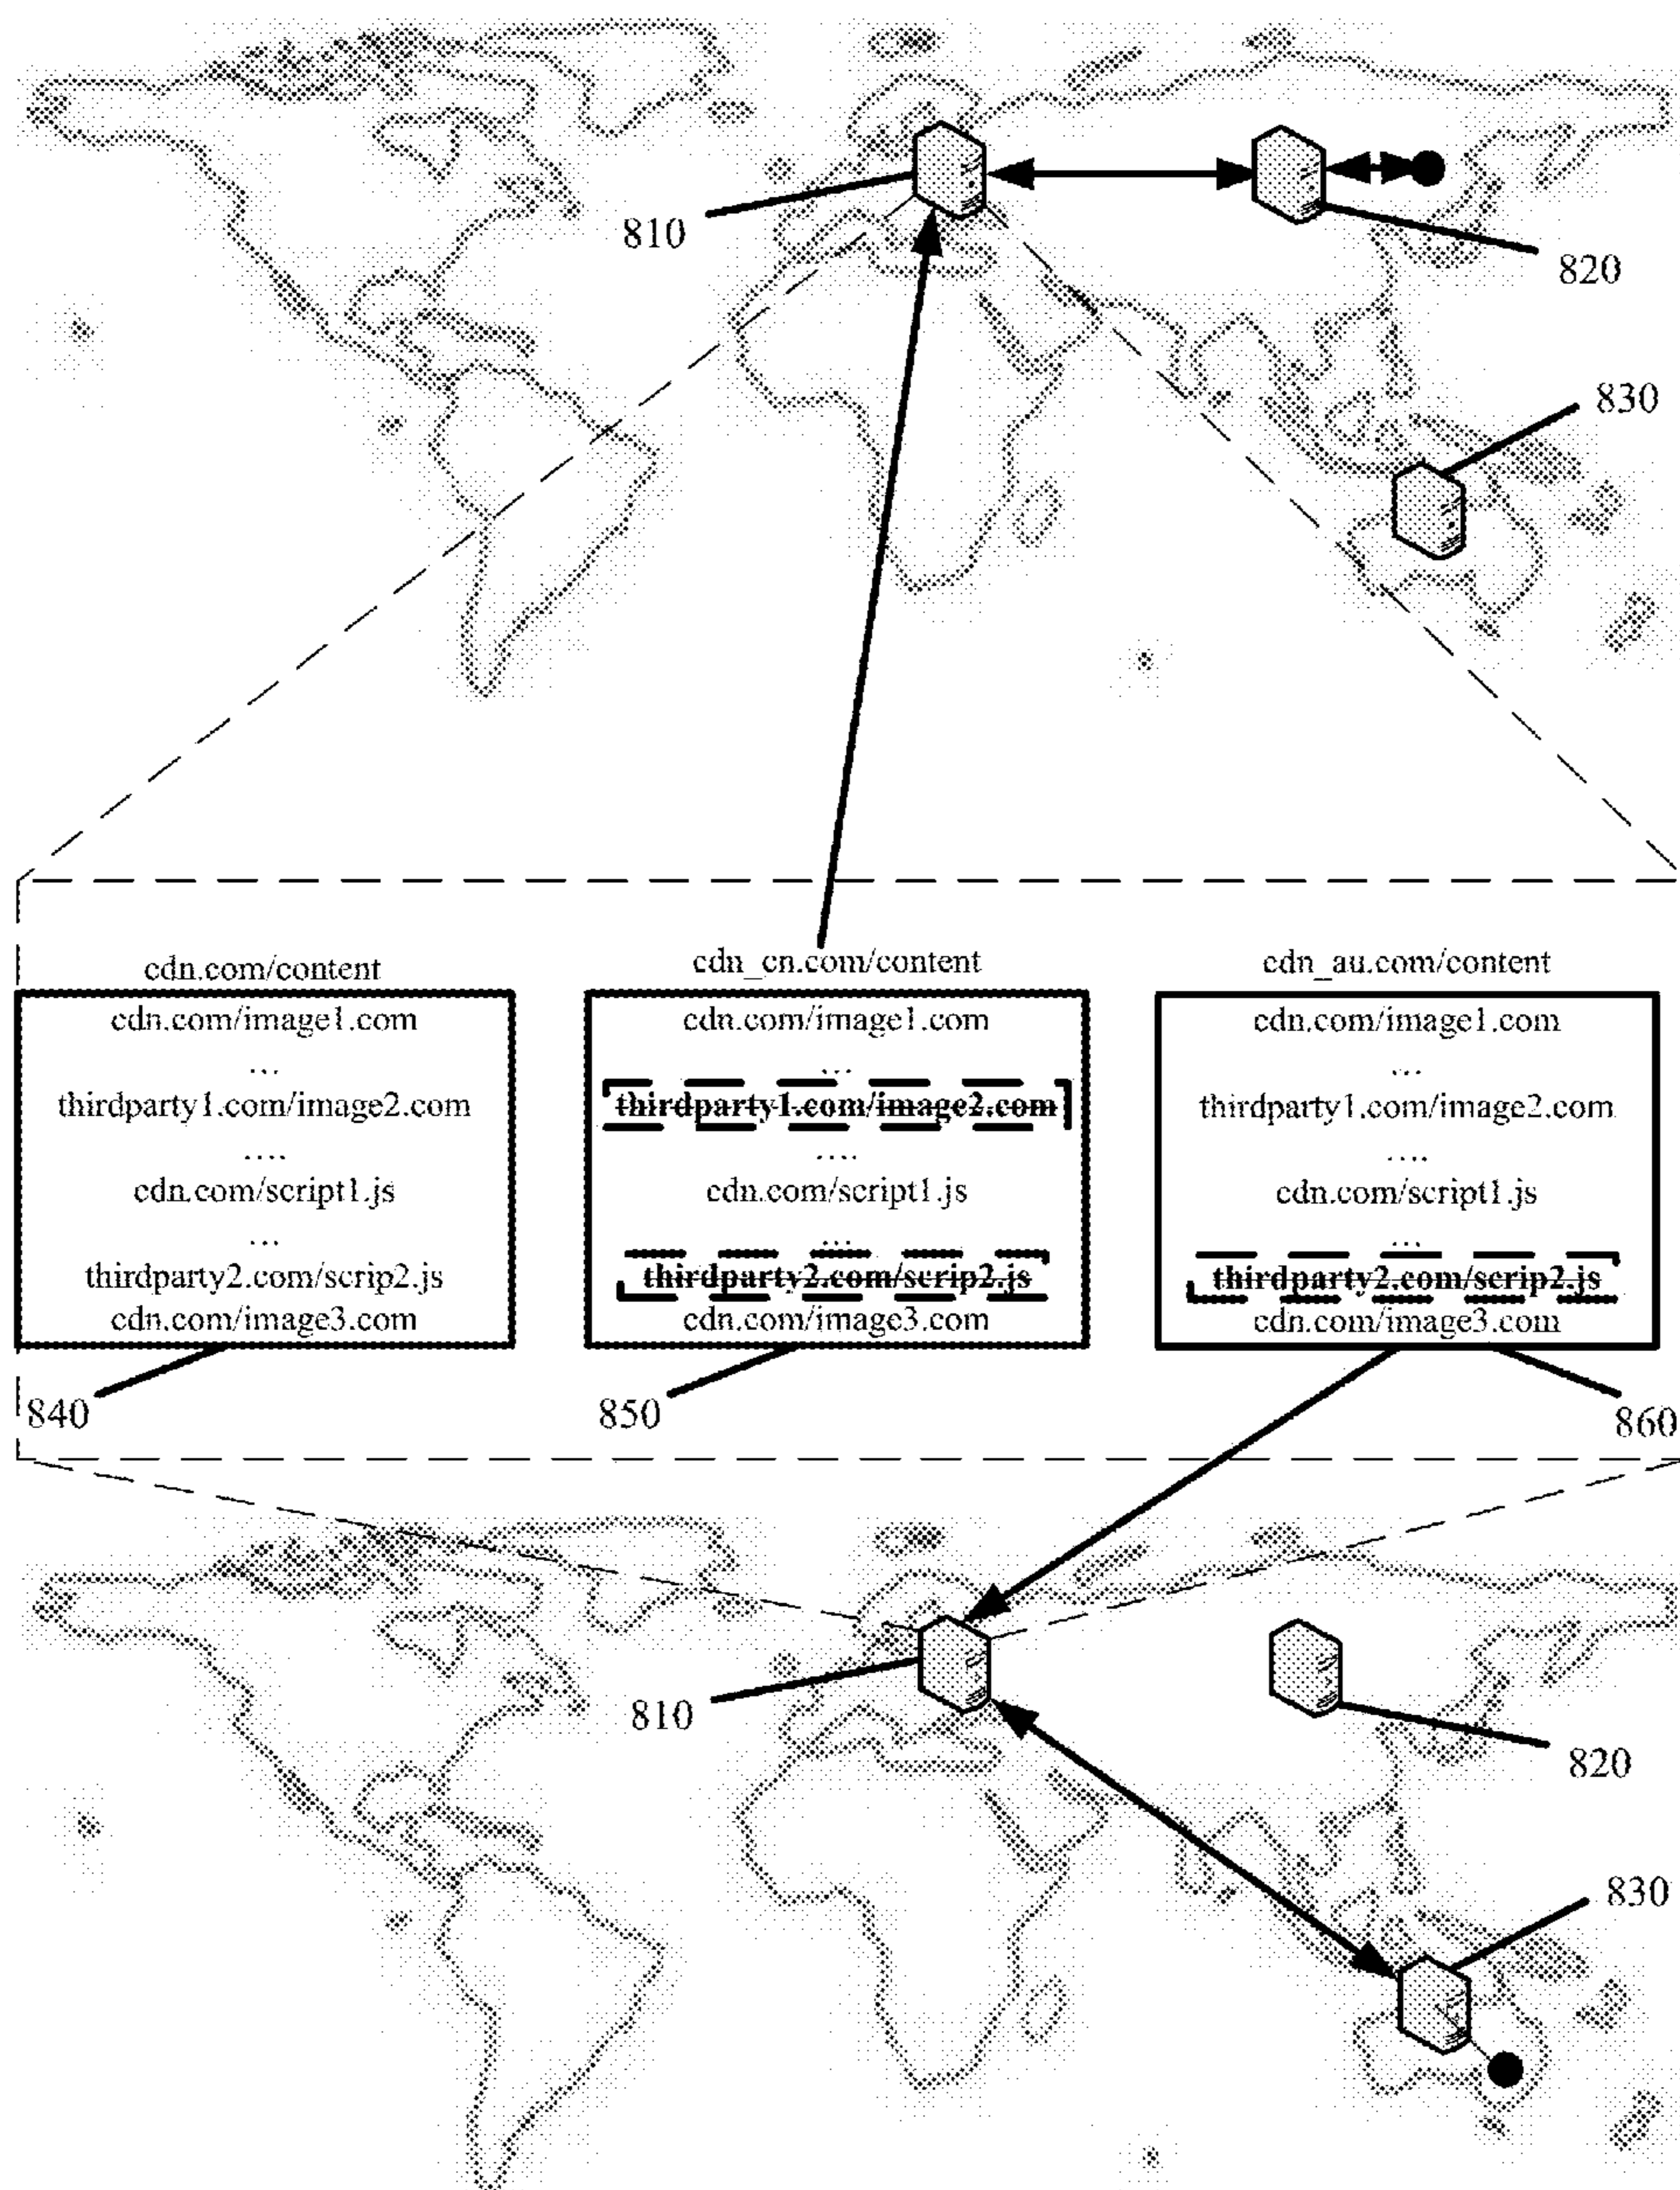 810
820
830
cdn.com/content
cdn.com/image1.com
...
thirdparty1.com/image2.com
....
cdn.com/script1.js
...
thirdparty2.com/scrip2.js
cdn.com/image3.com
840
cdn_cn.com/content
cdn.com/image1.com
...
thirdparty1.com/image2.com
....
cdn.com/script1.js
...
thirdparty2.com/scrip2.js
cdn.com/image3.com
850
cdn_au.com/content
cdn.com/image1.com
...
thirdparty1.com/image2.com
....
cdn.com/script1.js
...
thirdparty2.com/scrip2.js
cdn.com/image3.com
860
810
820
830